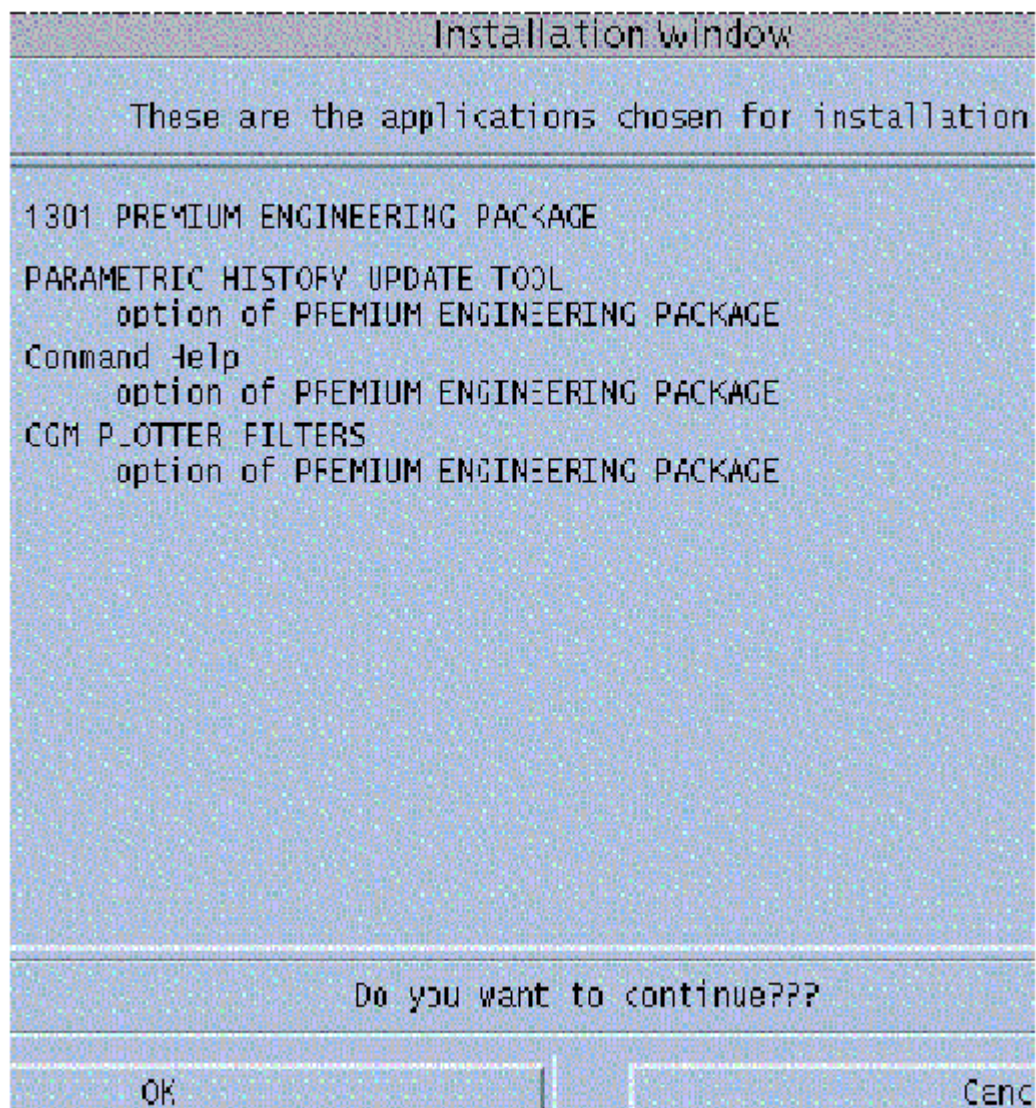 Installation Window
These are the applications chosen for installation
1301 PREMIUM ENGINEERING PACKAGE
PARAMETRIC HISTORY UPDATE TOOL
option of PREMIUM ENGINEERING PACKAGE
Command Help
option of PREMIUM ENGINEERING PACKAGE
CGM PLOTTER FILTERS
option of PREMIUM ENGINEERING PACKAGE
Do you want to continue???
OK
Canc